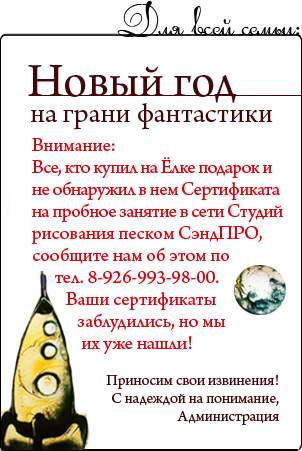 Для всей семьи:
Новый год
на грани фантастики
Внимание:
Все, кто купил на Ёлке подарок и
не обнаружил в нем Сертификата
на пробное занятие в сети Студий
рисования песком СэндПРО,
сообщите нам об этом по
тел. 8-926-993-98-00.
Ваши сертификаты
заблудились, но мы
их уже нашли!
Приносим свои извинения!
С надеждой на понимание,
Администрация